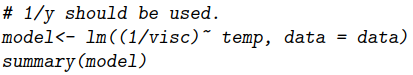 # 1/y should be used.
model<- lm((1/visc)~ temp, data = data)
summary(model)